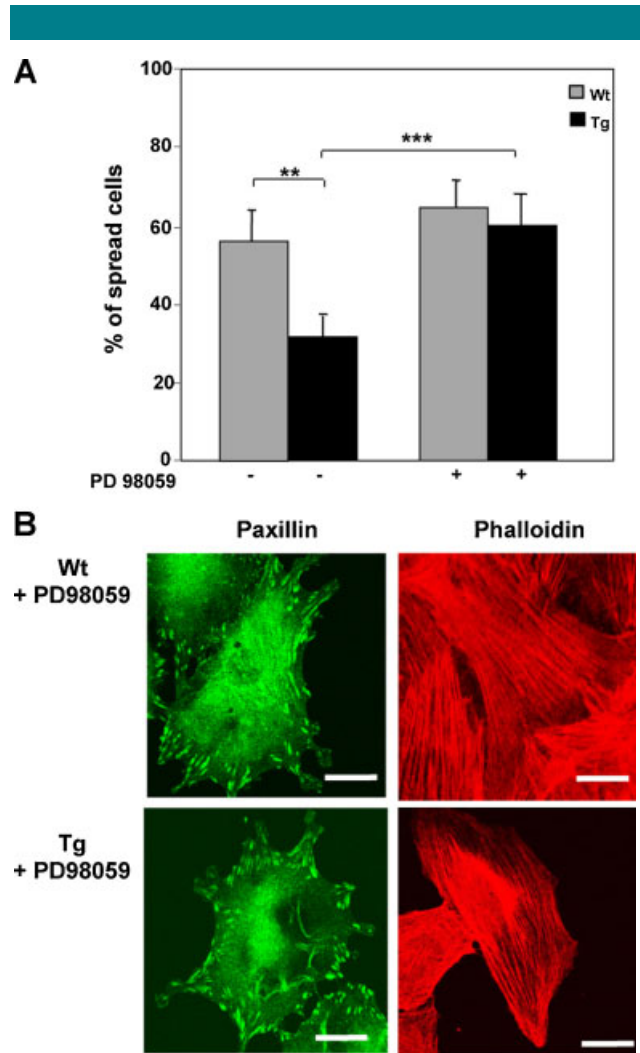 A
100
80
60
40
20
0
% of spread cells
Wt
Tg
**
***
PD 98059 - - + +
B
Paxillin Phalloidin
Wt
+ PD98059
Tg
+ PD98059